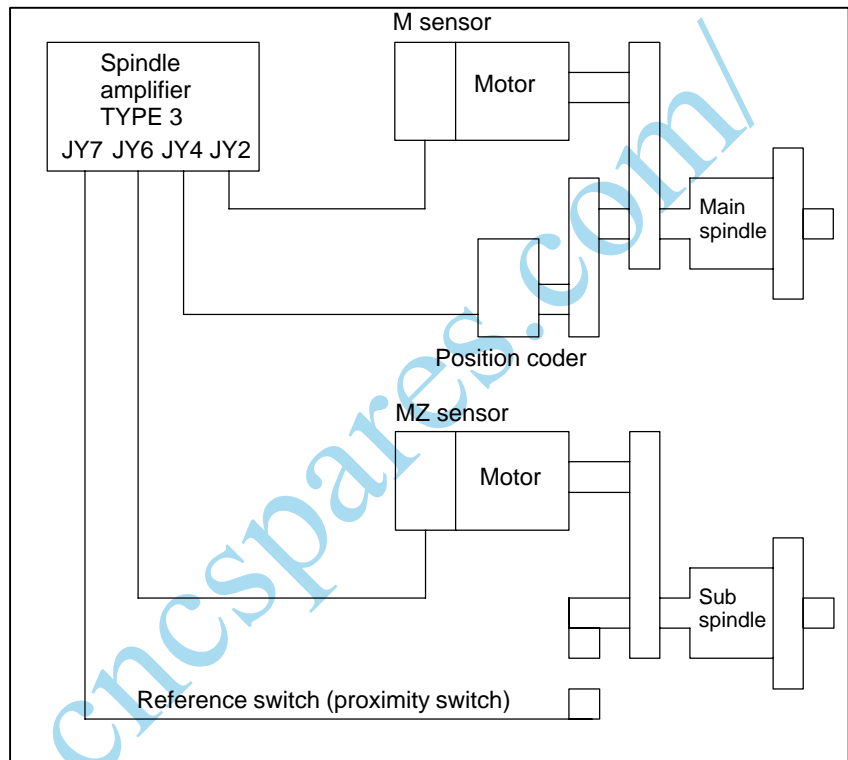 M sensor
Spindle
amplifier
TYPE 3
JY7 JY6 JY4 JY2
Motor
Main
spindle
Position coder
MZ sensor
Motor
Sub
spindle
Reference switch (proximity switch)
cncspares.com/